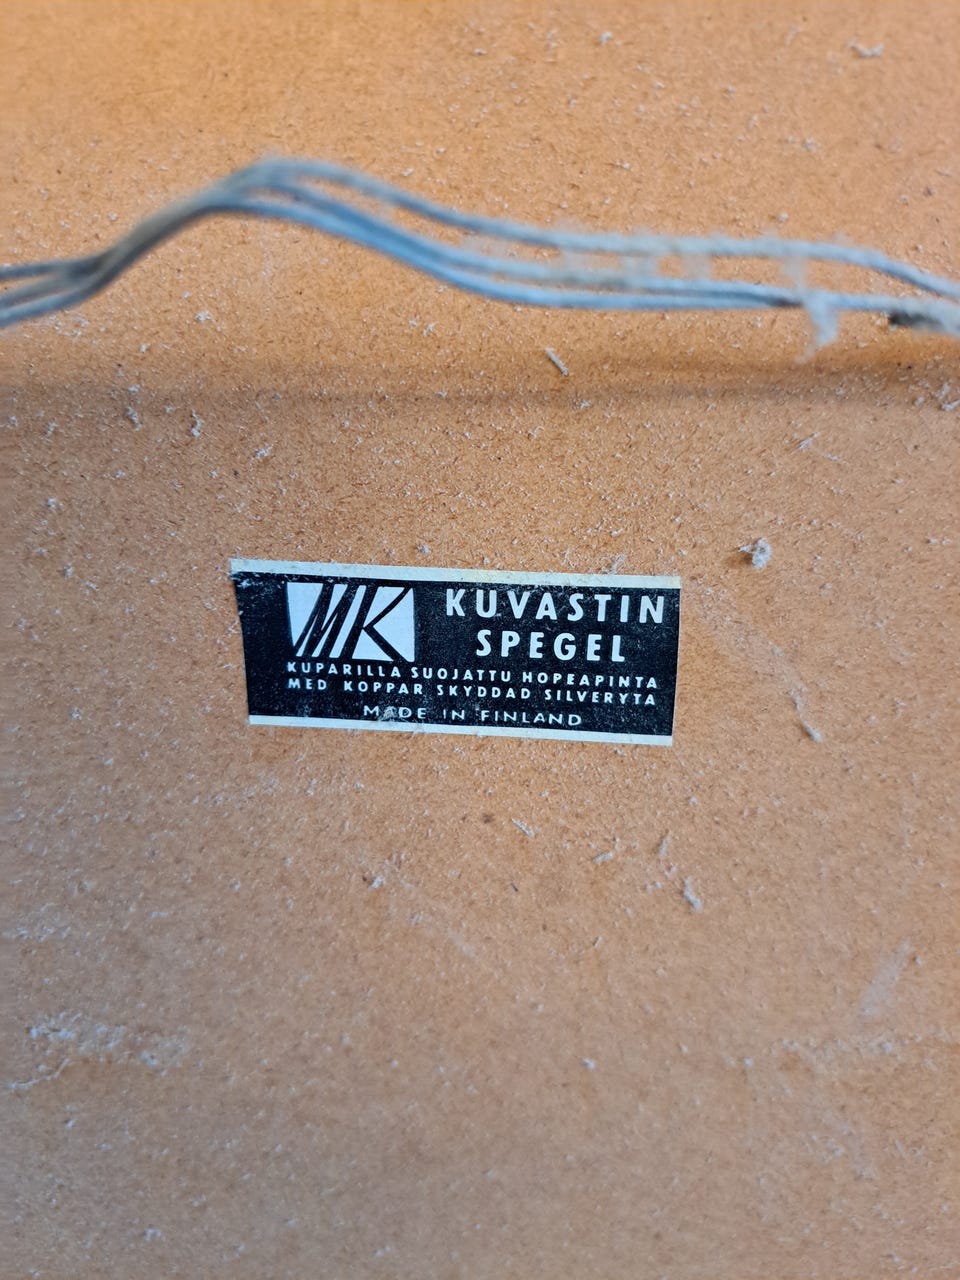 MK
KUVASTIN
SPEGEL
KUPARILLA SUOJATTU HOPEAPINTA
MED KOPPAR SKYDDAD SILVERYTA
MADE IN FINLAND